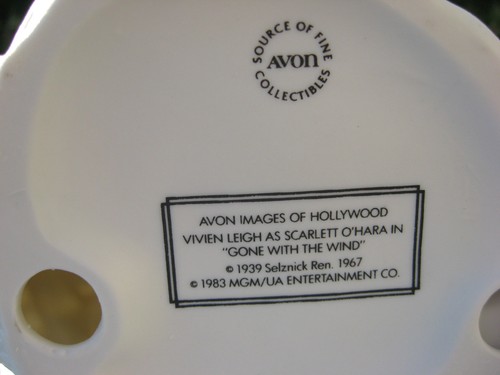 SOURCE OF FINE
AVON
COLLECTIBLES
AVON IMAGES OF HOLLYWOOD
VIVIEN LEIGH AS SCARLETT O'HARA IN
"GONE WITH THE WIND"
© 1939 Selznick Ren. 1967
© 1983 MGM/UA ENTERTAINMENT CO.